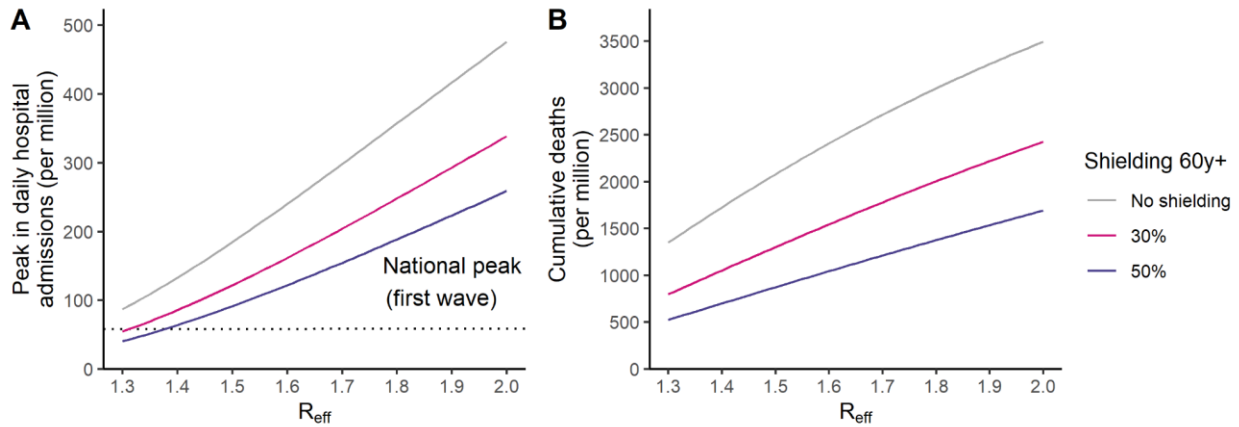 A
Peak in daily hospital
admissions (per million)
500
400
300
200
100
0
National peak
(first wave)
1.3 1.4 1.5 1.6 1.7 1.8 1.9 2.0
Reff
B
Cumulative deaths
(per million)
3500
3000
2500
2000
1500
1000
500
0
1.3 1.4 1.5 1.6 1.7 1.8 1.9 2.0
Reff
Shielding 60y+
No shielding
30%
50%